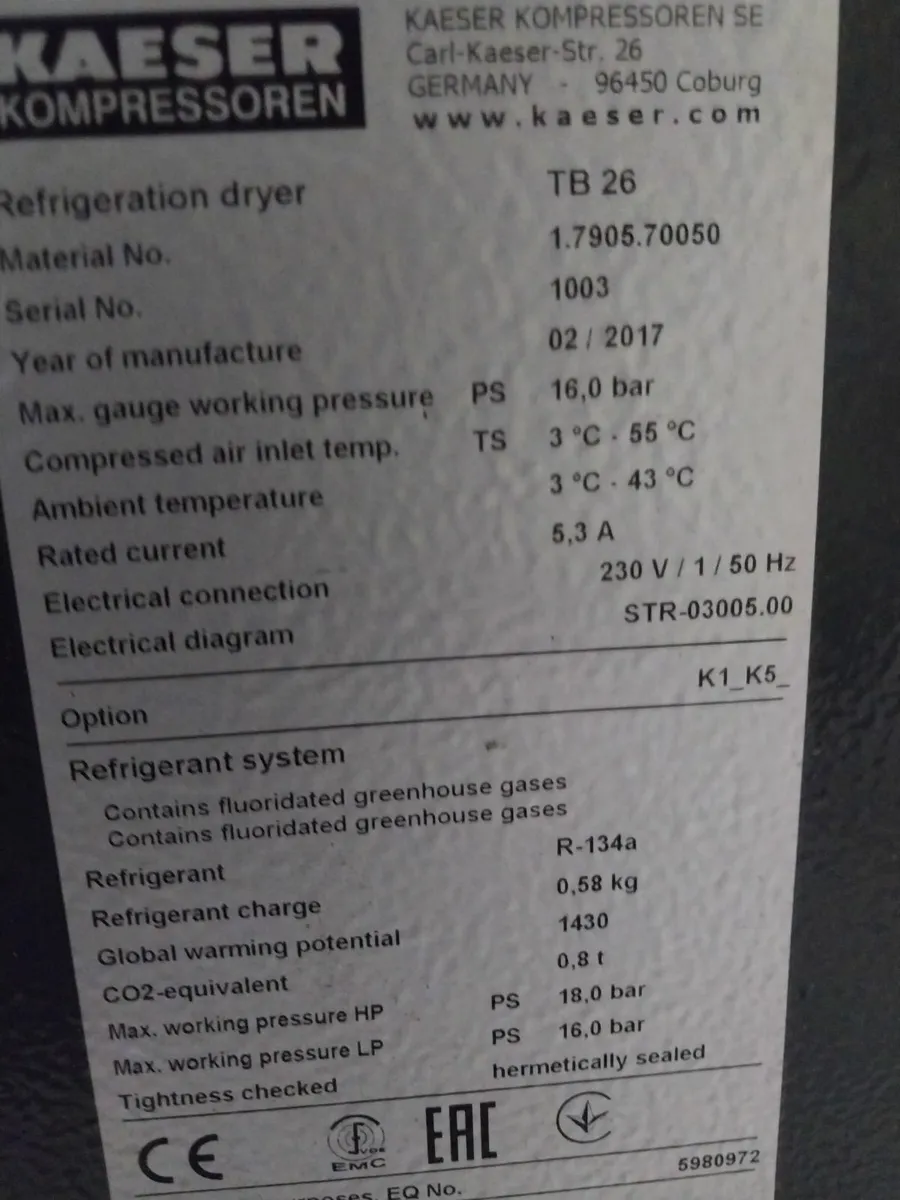 KAESER
KOMPRESSOREN
KAESER KOMPRESSOREN SE
Carl-Kaeser-Str. 26
GERMANY - 96450 Coburg
www.kaeser.com
Refrigeration dryer TB 26
Material No. 1.7905.70050
Serial No. 1003
Year of manufacture 02 / 2017
Max. gauge working pressure PS 16,0 bar
Compressed air inlet temp. TS 3 °C - 55 °C
Ambient temperature 3 °C - 43 °C
Rated current 5,3 A
Electrical connection 230 V / 1 / 50 Hz
Electrical diagram STR-03005.00
Option K1_K5_
Refrigerant system
Contains fluoridated greenhouse gases
Contains fluoridated greenhouse gases
Refrigerant R-134a
Refrigerant charge 0,58 kg
Global warming potential 1430
CO2-equivalent 0,8 t
Max. working pressure HP PS 18,0 bar
Max. working pressure LP PS 16,0 bar
Tightness checked hermetically sealed
CE VDE EMC EAC
5980972
EQ No.